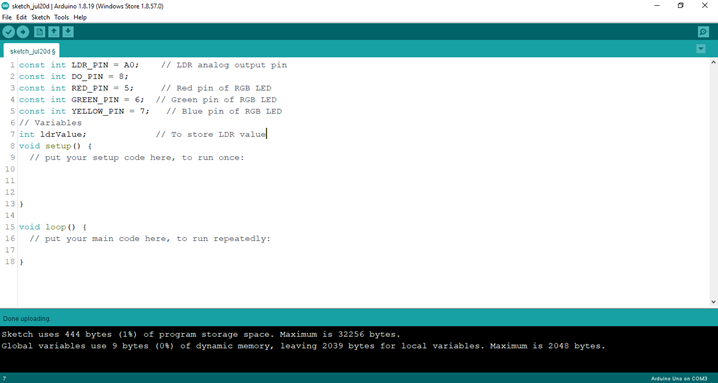 sketch_jul20d | Arduino 1.8.19 (Windows Store 1.8.57.0)
File Edit Sketch Tools Help
sketch_jul20d §
1 const int LDR_PIN = A0;    // LDR analog output pin
2 const int DO_PIN = 8;
3 const int RED_PIN = 5;     // Red pin of RGB LED
4 const int GREEN_PIN = 6;  // Green pin of RGB LED
5 const int YELLOW_PIN = 7;   // Blue pin of RGB LED
6 // Variables
7 int ldrValue;             // To store LDR value
8 void setup() {
9   // put your setup code here, to run once:
10
11
12
13 }
14
15 void loop() {
16   // put your main code here, to run repeatedly:
17
18 }
Done uploading.
Sketch uses 444 bytes (1%) of program storage space. Maximum is 32256 bytes.
Global variables use 9 bytes (0%) of dynamic memory, leaving 2039 bytes for local variables. Maximum is 2048 bytes.
7 Arduino Uno on COM3